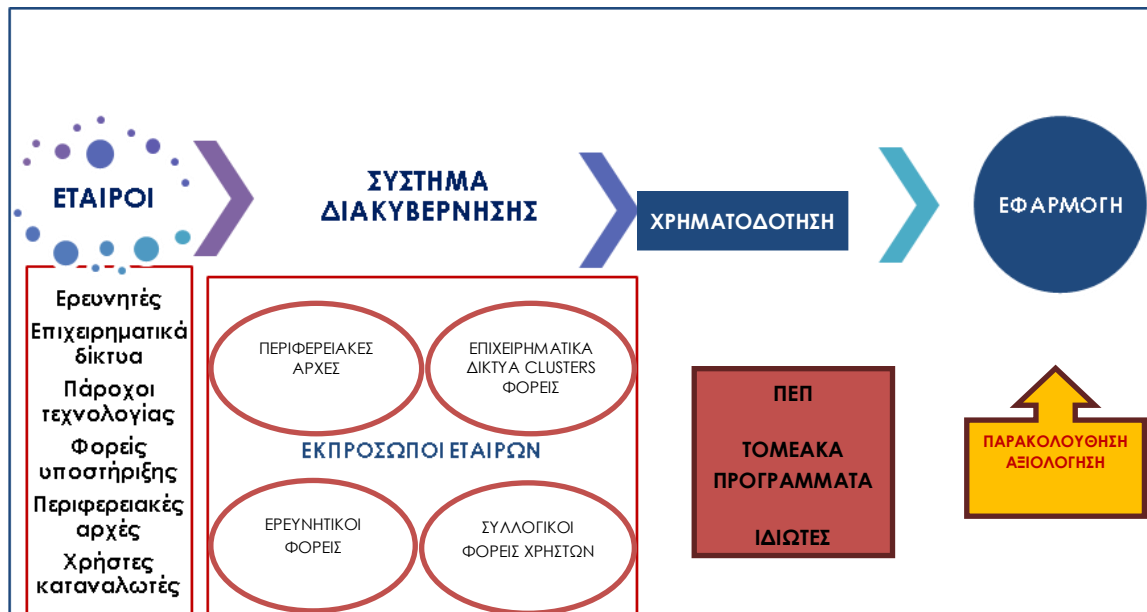 ΕΤΑΙΡΟΙ
ΣΥΣΤΗΜΑ
ΔΙΑΚΥΒΕΡΝΗΣΗΣ
ΧΡΗΜΑΤΟΔΟΤΗΣΗ
ΕΦΑΡΜΟΓΗ
Ερευνητές
Επιχειρηματικά
δίκτυα
Πάροχοι
τεχνολογίας
Φορείς
υποστήριξης
Περιφερειακές
αρχές
Χρήστες
καταναλωτές
ΠΕΡΙΦΕΡΕΙΑΚΕΣ
ΑΡΧΕΣ
ΕΠΙΧΕΙΡΗΜΑΤΙΚΑ
ΔΙΚΤΥΑ CLUSTERS
ΦΟΡΕΙΣ
ΕΚΠΡΟΣΩΠΟΙ ΕΤΑΙΡΩΝ
ΕΡΕΥΝΗΤΙΚΟΙ
ΦΟΡΕΙΣ
ΣΥΛΛΟΓΙΚΟΙ
ΦΟΡΕΙΣ ΧΡΗΣΤΩΝ
ΠΕΠ
ΤΟΜΕΑΚΑ
ΠΡΟΓΡΑΜΜΑΤΑ
ΙΔΙΩΤΕΣ
ΠΑΡΑΚΟΛΟΥΘΗΣΗ
ΑΞΙΟΛΟΓΗΣΗ